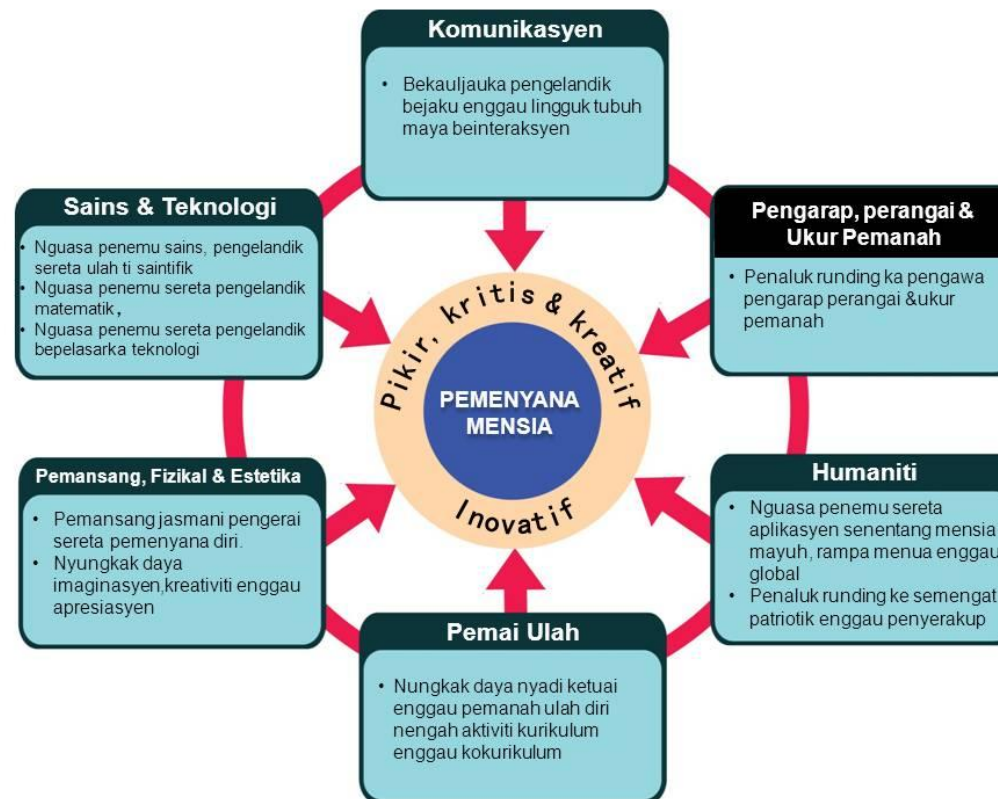 Komunikasyen
• Bekauljauka pengelandik
bejaku enggau lingguk tubuh
maya beinteraksyen
Sains & Teknologi
• Nguasa penemu sains, pengelandik
sereta ulah ti saintifik
• Nguasa penemu sereta pengelandik
matematik,
• Nguasa penemu sereta pengelandik
bepelasarka teknologi
Pengarap, perangai &
Ukur Pemanah
• Penaluk runding ka pengawa
pengarap perangai &ukur
pemanah
Pikir, kritis & kreatif
PEMENYANA
MENSIA
Inovatif
Pemansang, Fizikal & Estetika
• Pemansang jasmani pengerai
sereta pemenyana diri.
• Nyungkak daya
imaginasyen,kreativiti enggau
apresiasyen
Humaniti
• Nguasa penemu sereta
aplikasyen senentang mensia
mayuh, rampa menua enggau
global
• Penaluk runding ke semengat
patriotik enggau penyerakup
Pemai Ulah
• Nungkak daya nyadi ketuai
enggau pemanah ulah diri
nengah aktiviti kurikulum
enggau kokurikulum